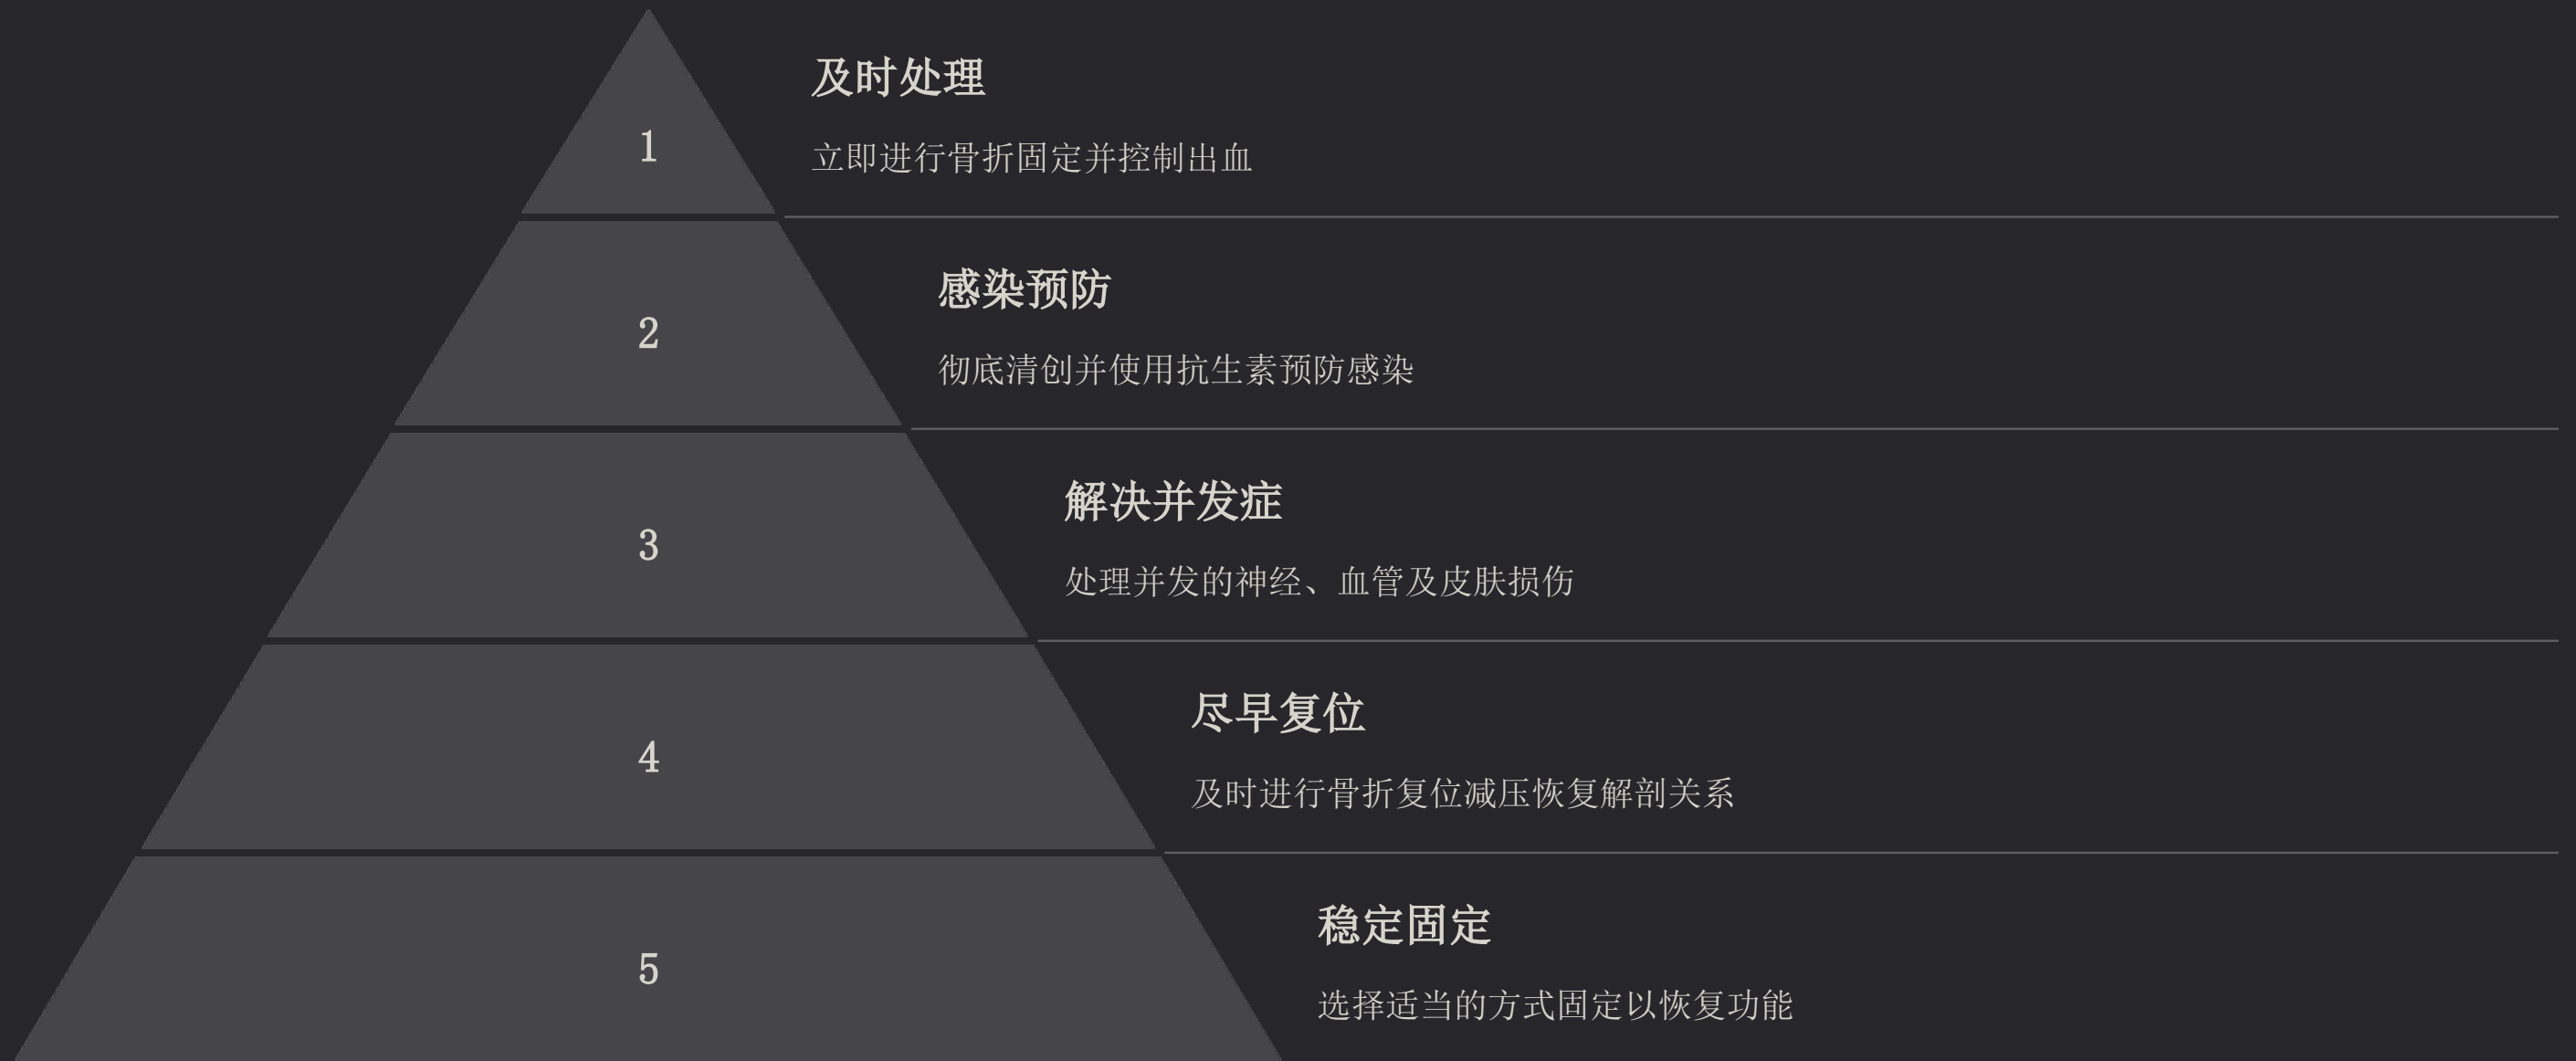 及时处理
1
立即进行骨折固定并控制出血
感染预防
2
彻底清创并使用抗生素预防感染
解决并发症
3
处理并发的神经、血管及皮肤损伤
尽早复位
4
及时进行骨折复位减压恢复解剖关系
稳定固定
5
选择适当的方式固定以恢复功能